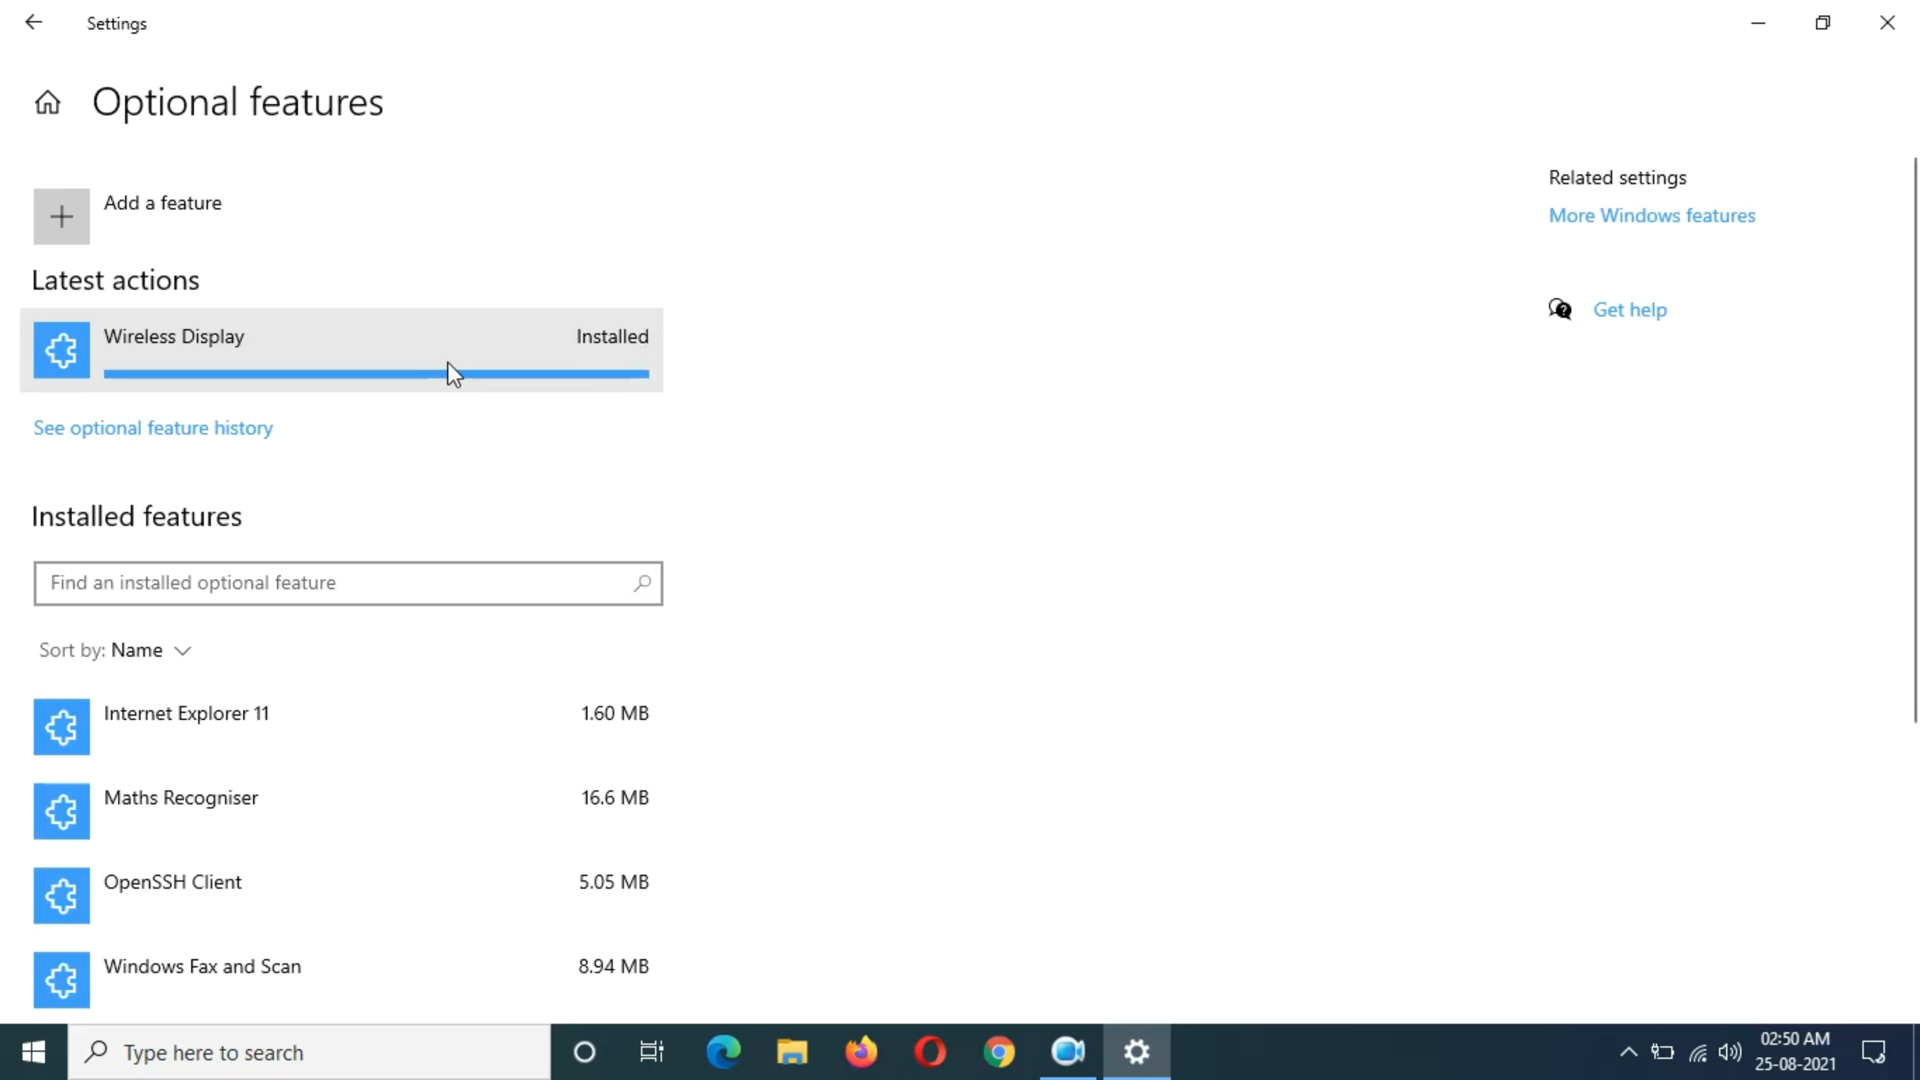 Settings
Optional features
Add a feature
Latest actions
Wireless Display Installed
See optional feature history
Installed features
Find an installed optional feature
Sort by: Name
Internet Explorer 11 1.60 MB
Maths Recogniser 16.6 MB
OpenSSH Client 5.05 MB
Windows Fax and Scan 8.94 MB
Related settings
More Windows features
Get help
Type here to search
02:50 AM
25-08-2021